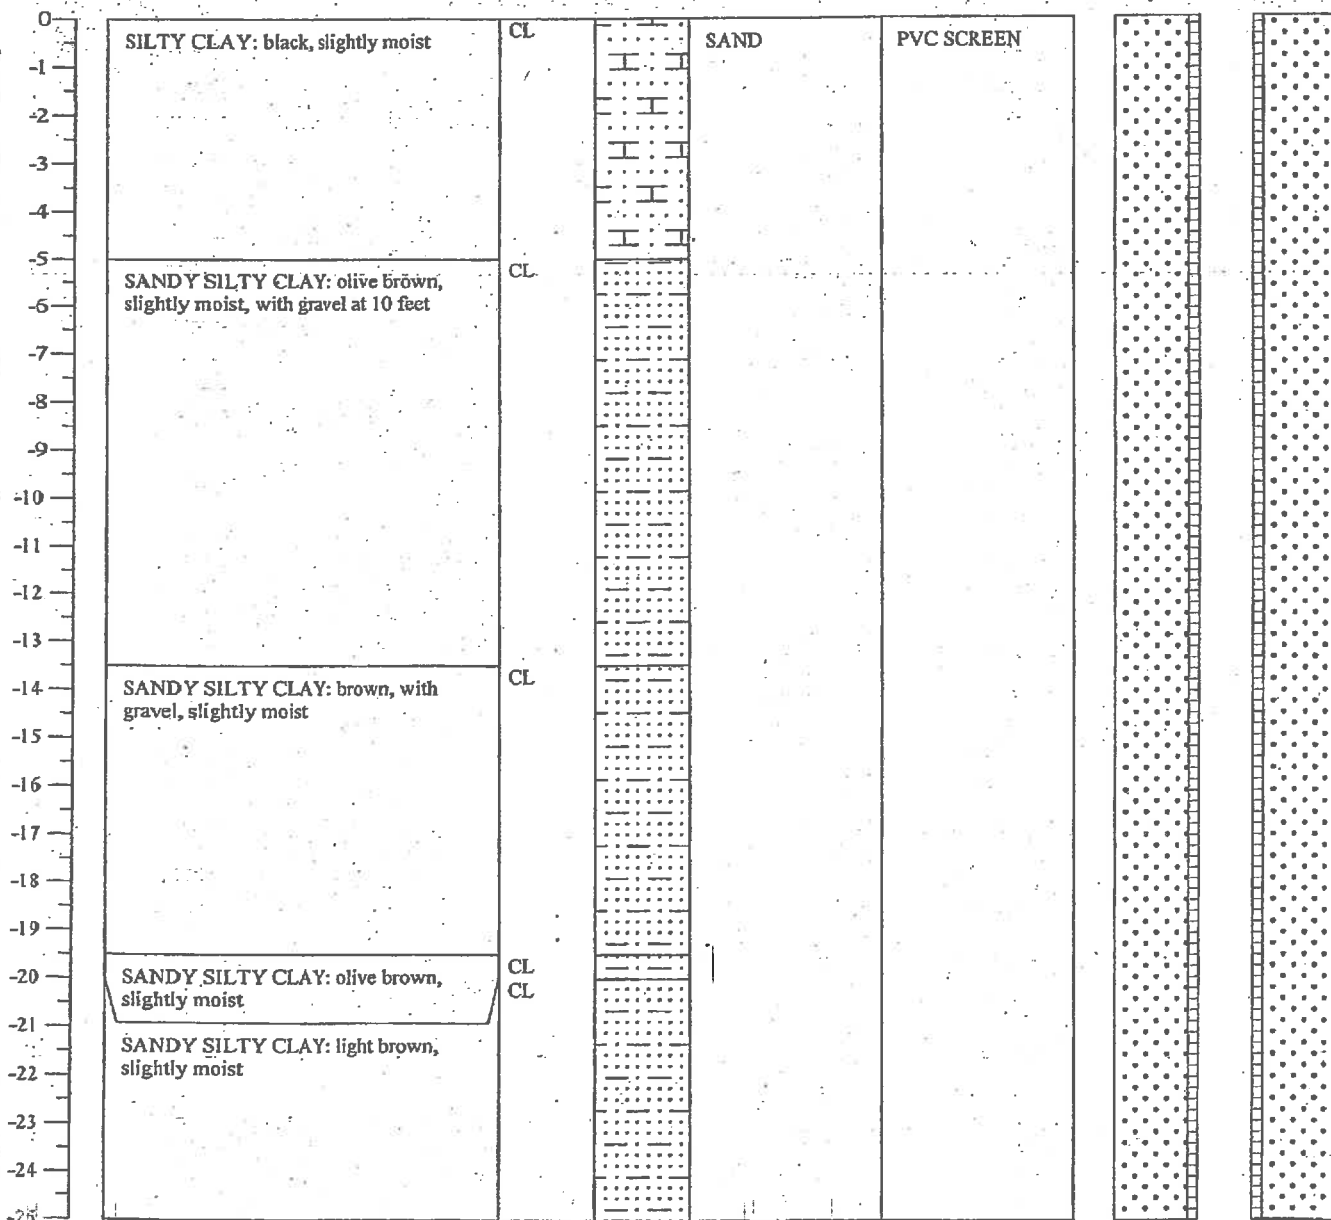 0
SILTY CLAY: black, slightly moist
CL
SAND
PVC SCREEN
-1
-2
-3
-4
-5
SANDY SILTY CLAY: olive brown,
slightly moist, with gravel at 10 feet
CL
-6
-7
-8
-9
-10
-11
-12
-13
-14
SANDY SILTY CLAY: brown, with
gravel, slightly moist
CL
-15
-16
-17
-18
-19
-20
SANDY SILTY CLAY: olive brown,
slightly moist
CL
CL
-21
SANDY SILTY CLAY: light brown,
slightly moist
-22
-23
-24
-25